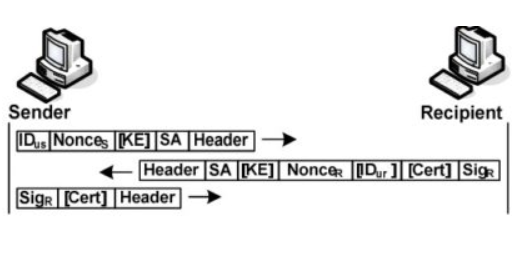 Sender
Recipient
IDus NonceS [KE] SA Header
Header SA [KE] NonceR [IDur] [Cert] SigR
SigR [Cert] Header